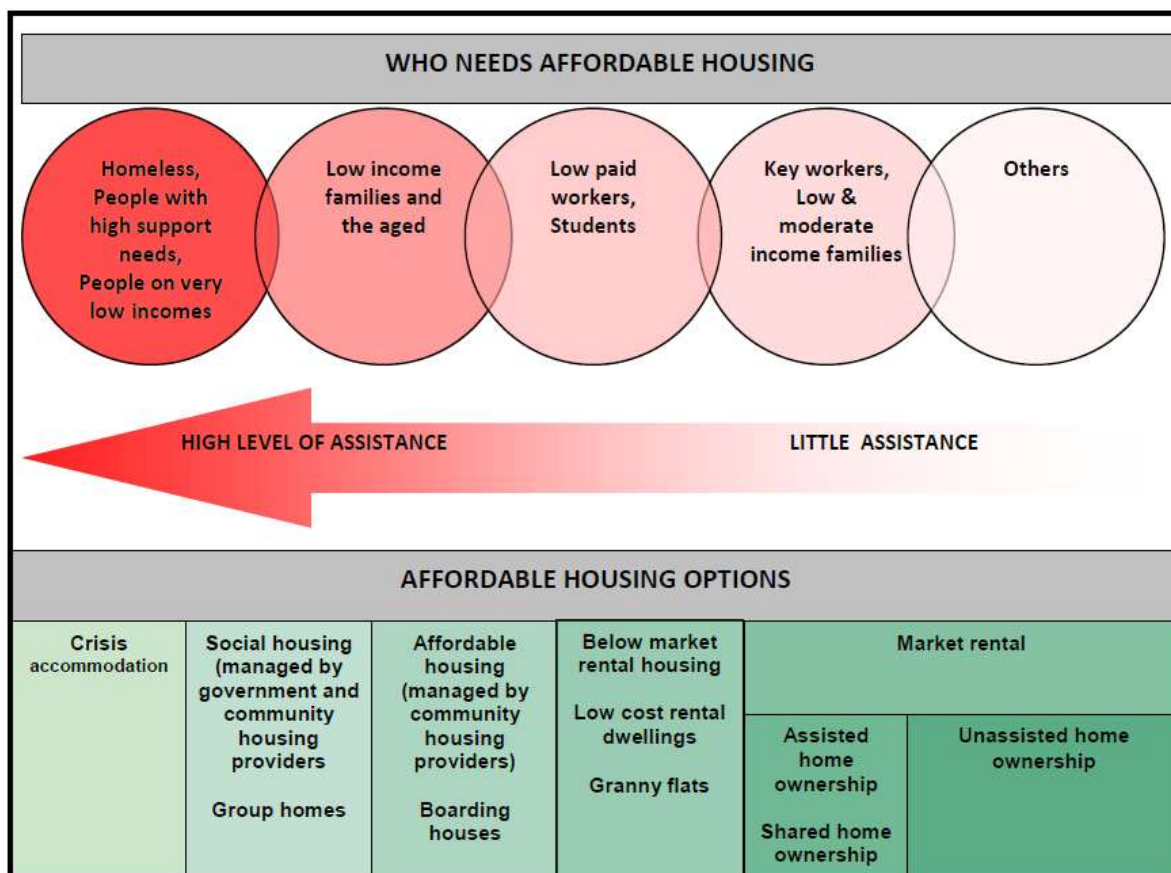 WHO NEEDS AFFORDABLE HOUSING
Homeless,
People with
high support
needs,
People on very
low incomes
Low income
families and
the aged
Low paid
workers,
Students
Key workers,
Low &
moderate
income families
Others
HIGH LEVEL OF ASSISTANCE
LITTLE ASSISTANCE
AFFORDABLE HOUSING OPTIONS
Crisis
accommodation
Social housing
(managed by
government and
community
housing
providers
Group homes
Affordable
housing
(managed by
community
housing
providers)
Boarding
houses
Below market
rental housing
Low cost rental
dwellings
Granny flats
Market rental
Assisted
home
ownership
Shared home
ownership
Unassisted home
ownership